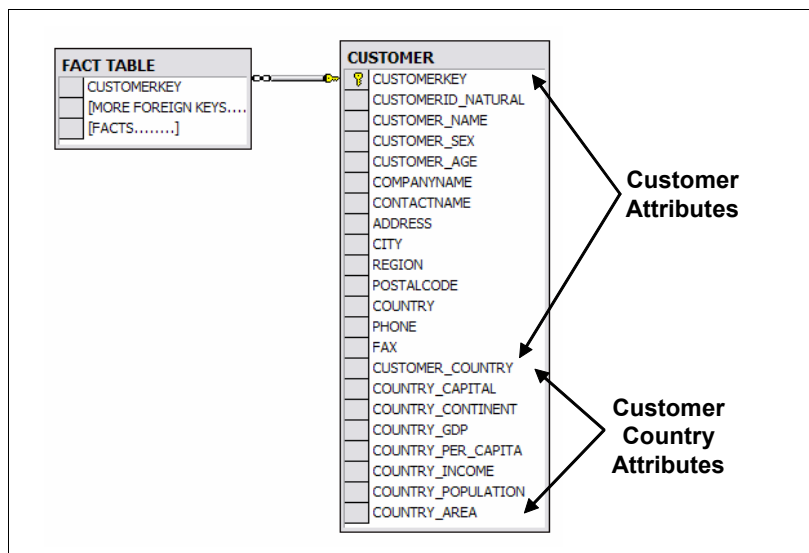 FACT TABLE
CUSTOMERKEY
[MORE FOREIGN KEYS....
[FACTS........]
CUSTOMER
CUSTOMERKEY
CUSTOMERID_NATURAL
CUSTOMER_NAME
CUSTOMER_SEX
CUSTOMER_AGE
COMPANYNAME
CONTACTNAME
ADDRESS
CITY
REGION
POSTALCODE
COUNTRY
PHONE
FAX
CUSTOMER_COUNTRY
COUNTRY_CAPITAL
COUNTRY_CONTINENT
COUNTRY_GDP
COUNTRY_PER_CAPITA
COUNTRY_INCOME
COUNTRY_POPULATION
COUNTRY_AREA
Customer
Attributes
Customer
Country
Attributes